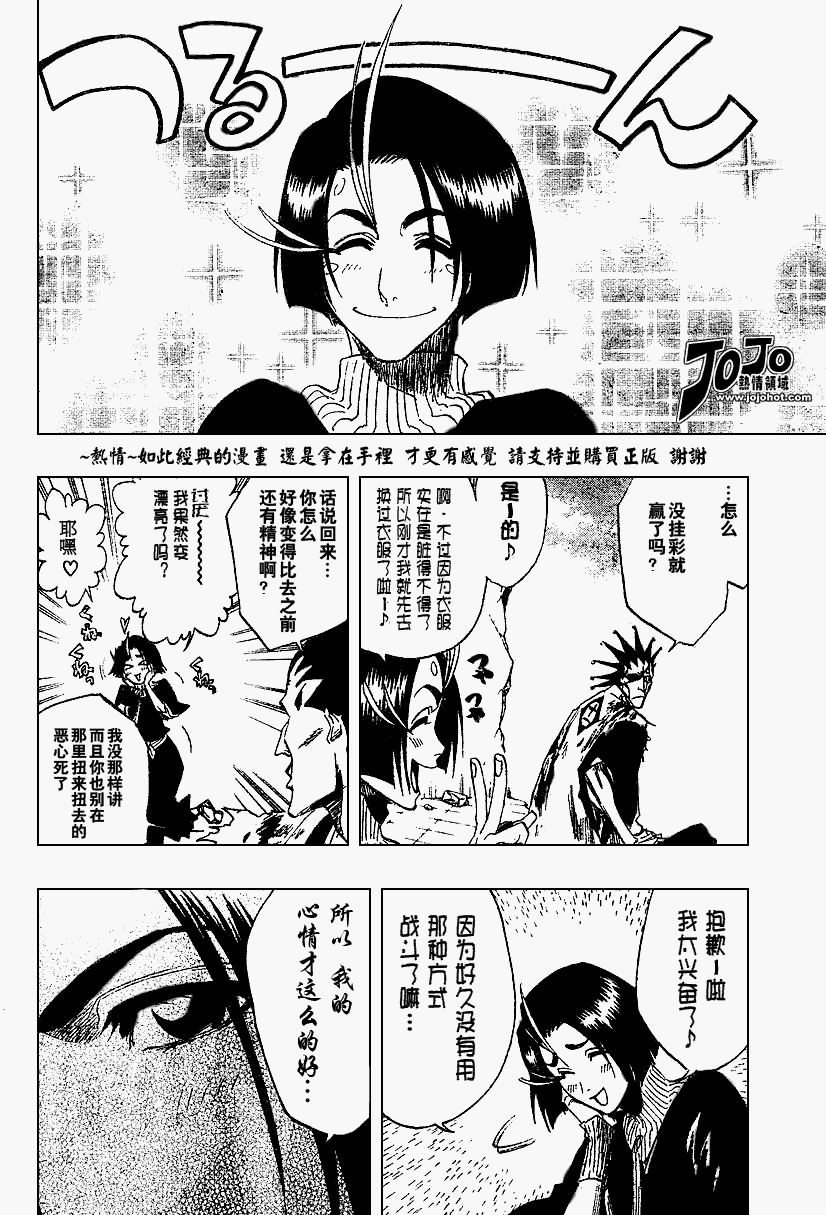 つるーん
JOJO
熱情領域
www.jojohot.com
~熱情~如此經典的漫畫 還是拿在手裡 才更有感覺 請支持並購買正版 謝謝
…怎么
没挂彩就
赢了吗?
是ー的♪
啊·不过因为衣服
实在是脏得不得了
所以刚才我就先去
换过衣服了啦ー♪
话说回来…
你怎么
好像变得比去之前
还有精神啊?
讨厌~
我果然变
漂亮了吗?
耶嘿♡
くね
くね
くね
我没那样讲
而且你也别在
那里扭来扭去的
恶心死了
抱歉ー啦
我太兴奋了♪
因为好久没有用
那种方式
战斗了嘛…
所以 我的
心情才这么的好…